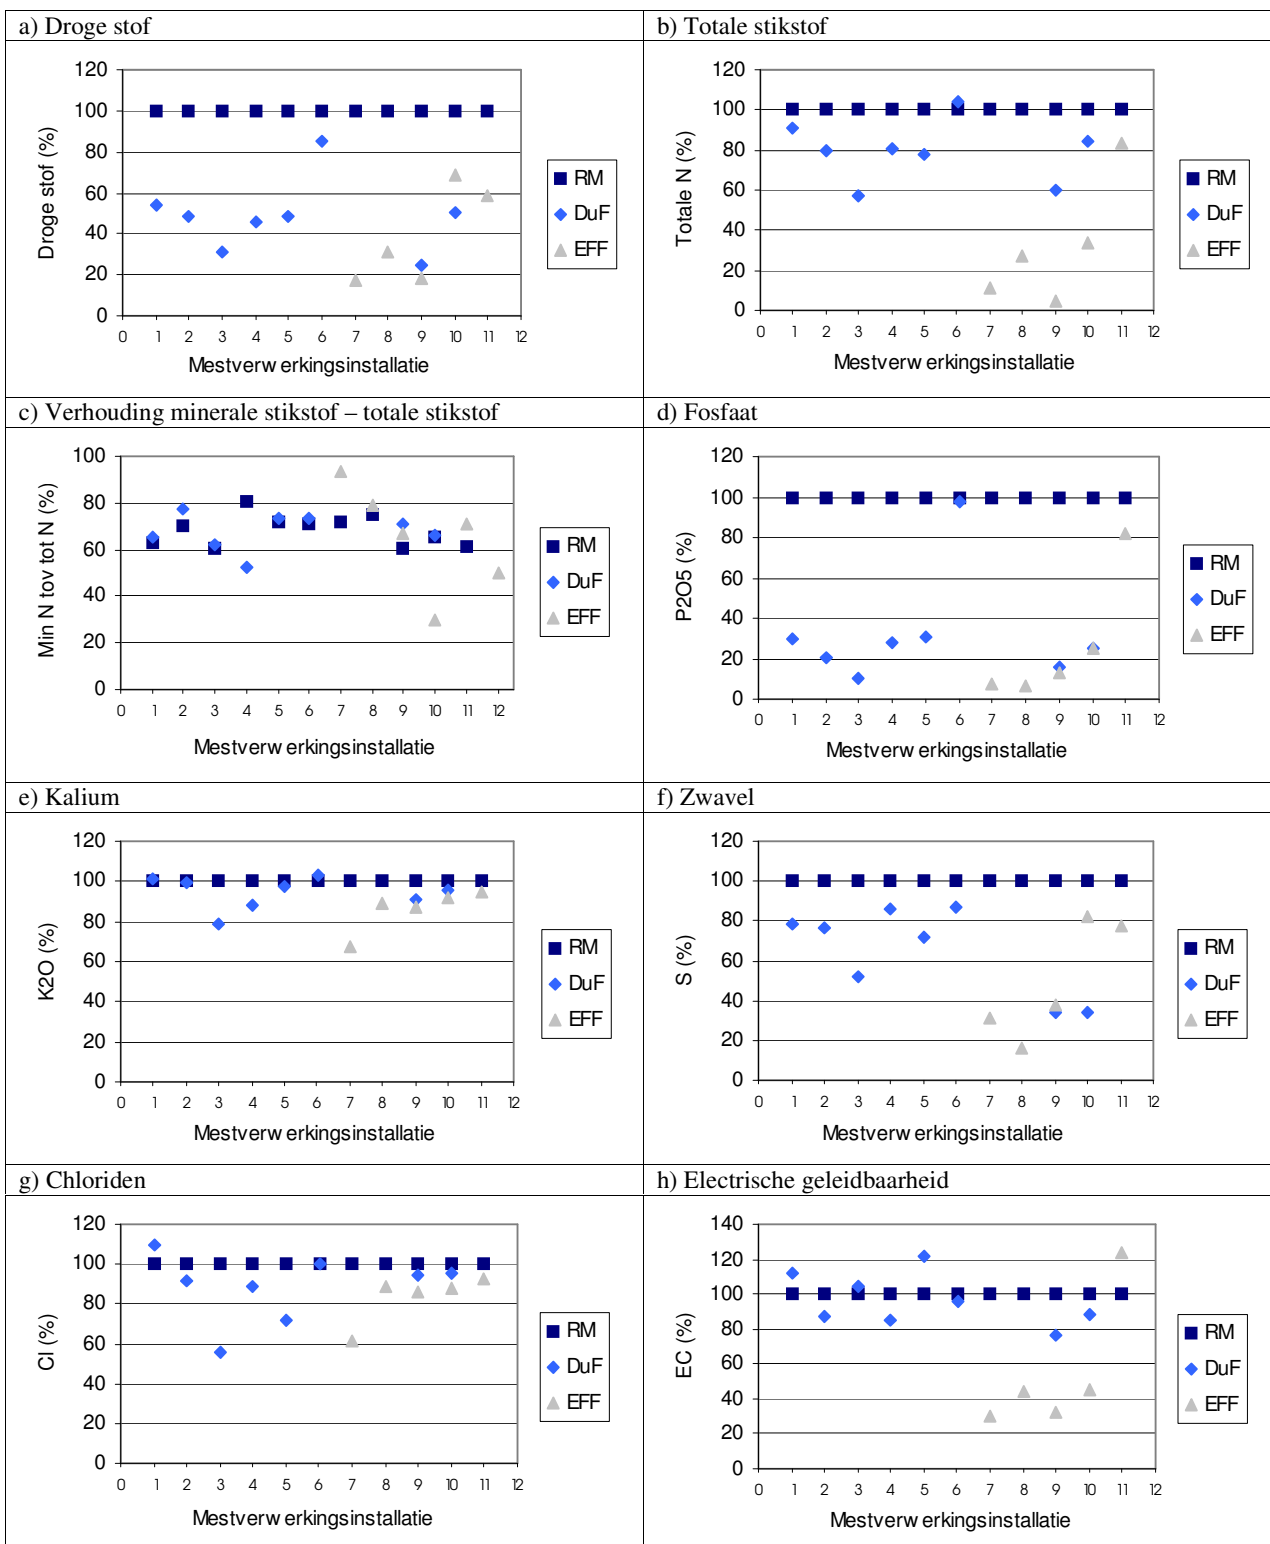 a) Droge stof
120
100
80
60
40
20
0
Droge stof (%)
0 1 2 3 4 5 6 7 8 9 10 11 12
Mestverw erkingsinstallatie
RM
DuF
EFF
b) Totale stikstof
120
100
80
60
40
20
0
Totale N (%)
0 1 2 3 4 5 6 7 8 9 10 11 12
Mestverw erkingsinstallatie
RM
DuF
EFF
c) Verhouding minerale stikstof – totale stikstof
100
80
60
40
20
0
Min N tov tot N (%)
0 1 2 3 4 5 6 7 8 9 10 11 12
Mestverw erkingsinstallatie
RM
DuF
EFF
d) Fosfaat
120
100
80
60
40
20
0
P2O5 (%)
0 1 2 3 4 5 6 7 8 9 10 11 12
Mestverw erkingsinstallatie
RM
DuF
EFF
e) Kalium
120
100
80
60
40
20
0
K2O (%)
0 1 2 3 4 5 6 7 8 9 10 11 12
Mestverw erkingsinstallatie
RM
DuF
EFF
f) Zwavel
120
100
80
60
40
20
0
S (%)
0 1 2 3 4 5 6 7 8 9 10 11 12
Mestverw erkingsinstallatie
RM
DuF
EFF
g) Chloriden
120
100
80
60
40
20
0
Cl (%)
0 1 2 3 4 5 6 7 8 9 10 11 12
Mestverw erkingsinstallatie
RM
DuF
EFF
h) Electrische geleidbaarheid
140
120
100
80
60
40
20
0
EC (%)
0 1 2 3 4 5 6 7 8 9 10 11 12
Mestverw erkingsinstallatie
RM
DuF
EFF